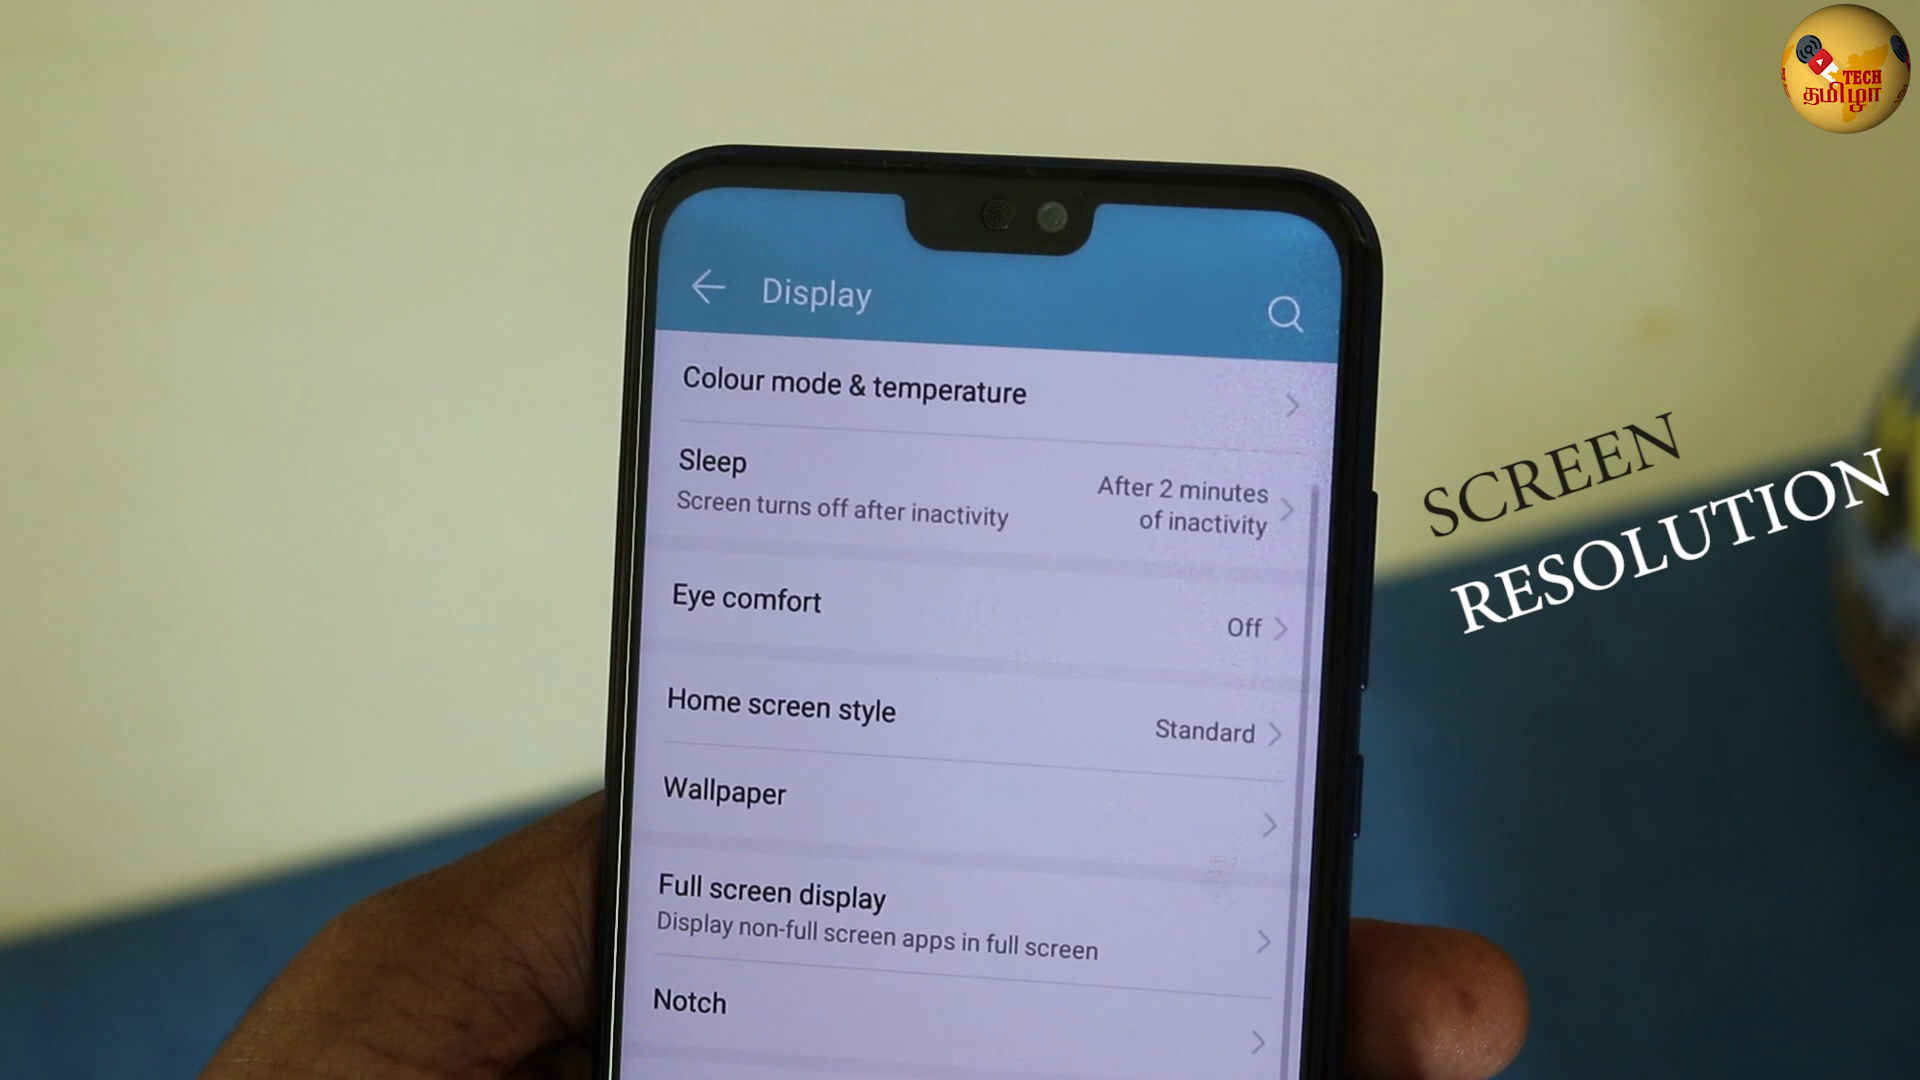 TECH
தமிழா
Display
Colour mode & temperature
Sleep
Screen turns off after inactivity
After 2 minutes
of inactivity
Eye comfort
Off
Home screen style
Standard
Wallpaper
Full screen display
Display non-full screen apps in full screen
Notch
SCREEN
RESOLUTION